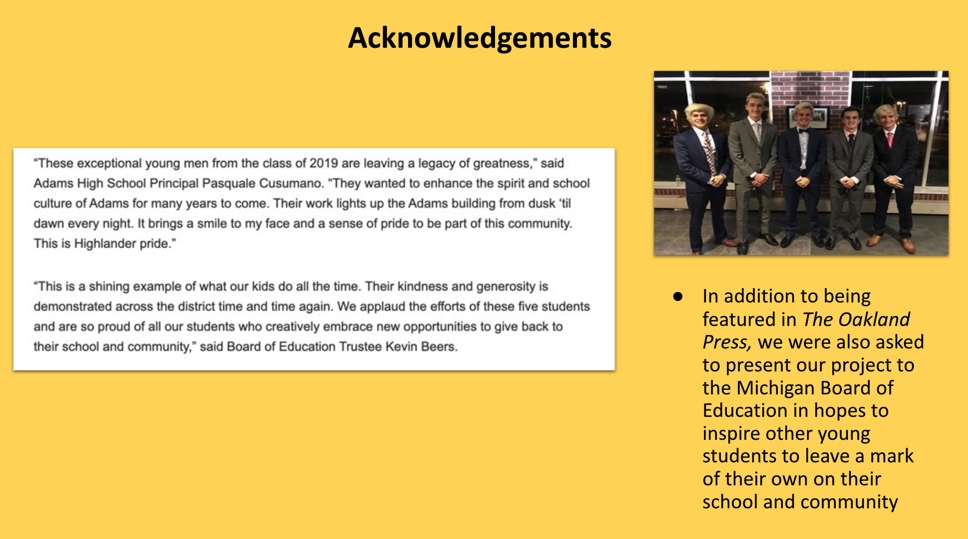 Acknowledgements
“These exceptional young men from the class of 2019 are leaving a legacy of greatness,” said
Adams High School Principal Pasquale Cusumano. “They wanted to enhance the spirit and school
culture of Adams for many years to come. Their work lights up the Adams building from dusk ‘til
dawn every night. It brings a smile to my face and a sense of pride to be part of this community.
This is Highlander pride.”
“This is a shining example of what our kids do all the time. Their kindness and generosity is
demonstrated across the district time and time again. We applaud the efforts of these five students
and are so proud of all our students who creatively embrace new opportunities to give back to
their school and community,” said Board of Education Trustee Kevin Beers.
● In addition to being
featured in The Oakland
Press, we were also asked
to present our project to
the Michigan Board of
Education in hopes to
inspire other young
students to leave a mark
of their own on their
school and community